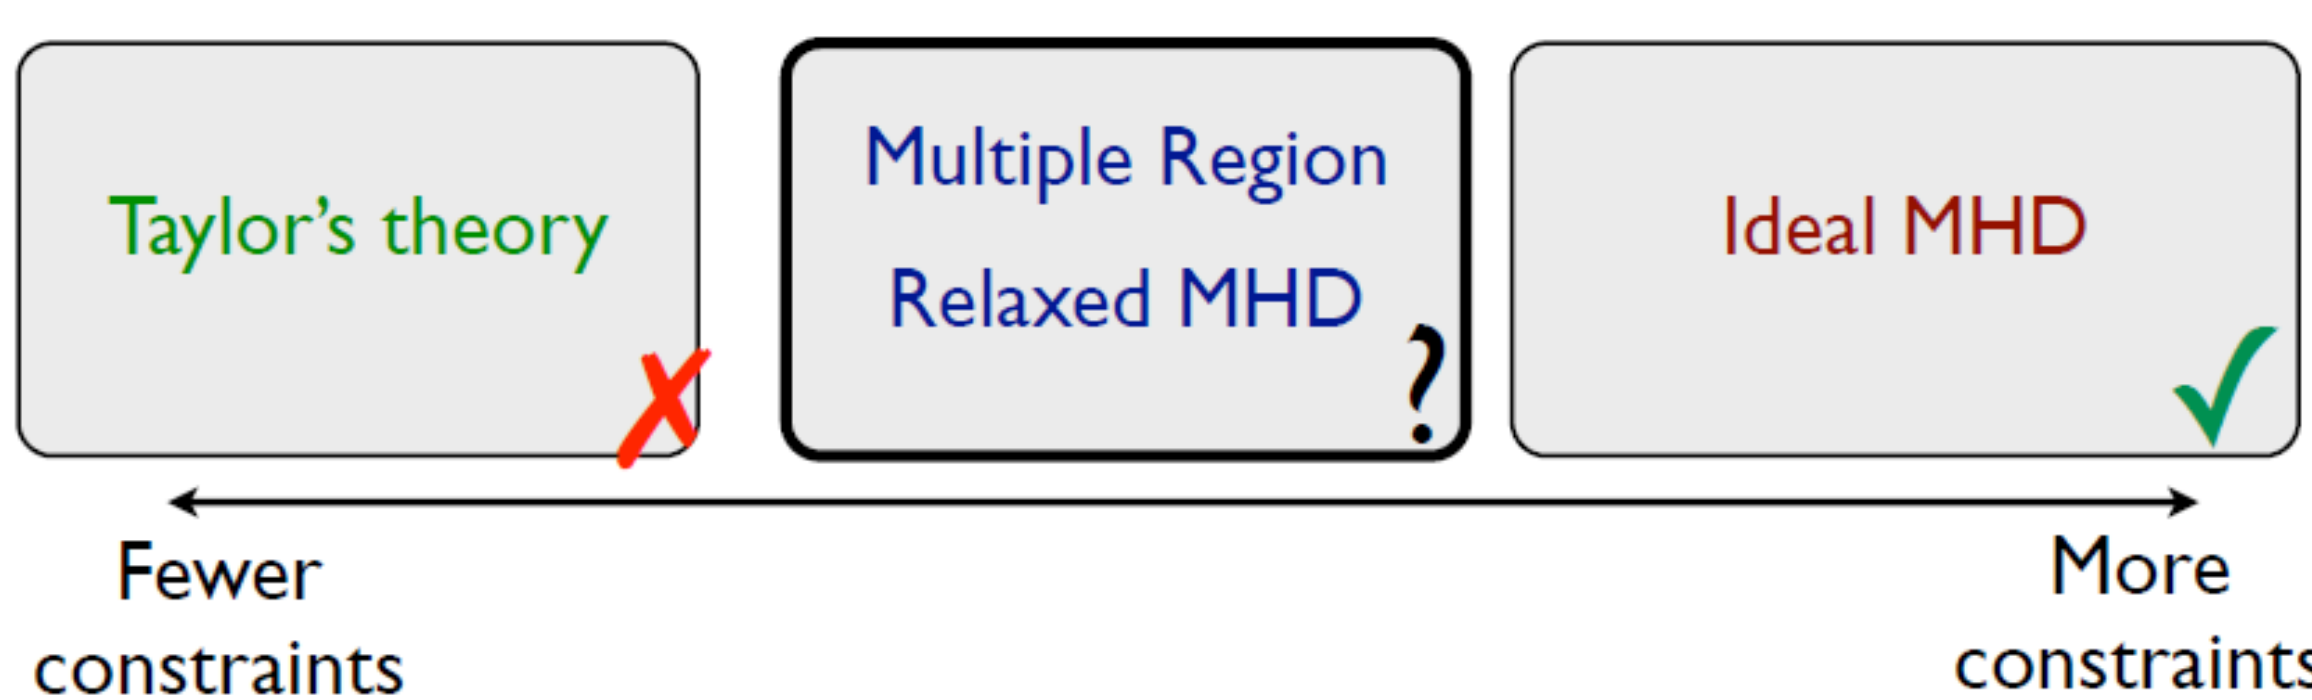 Taylor’s theory
Multiple Region
Relaxed MHD
?
Ideal MHD
Fewer
constraints
More
constraints